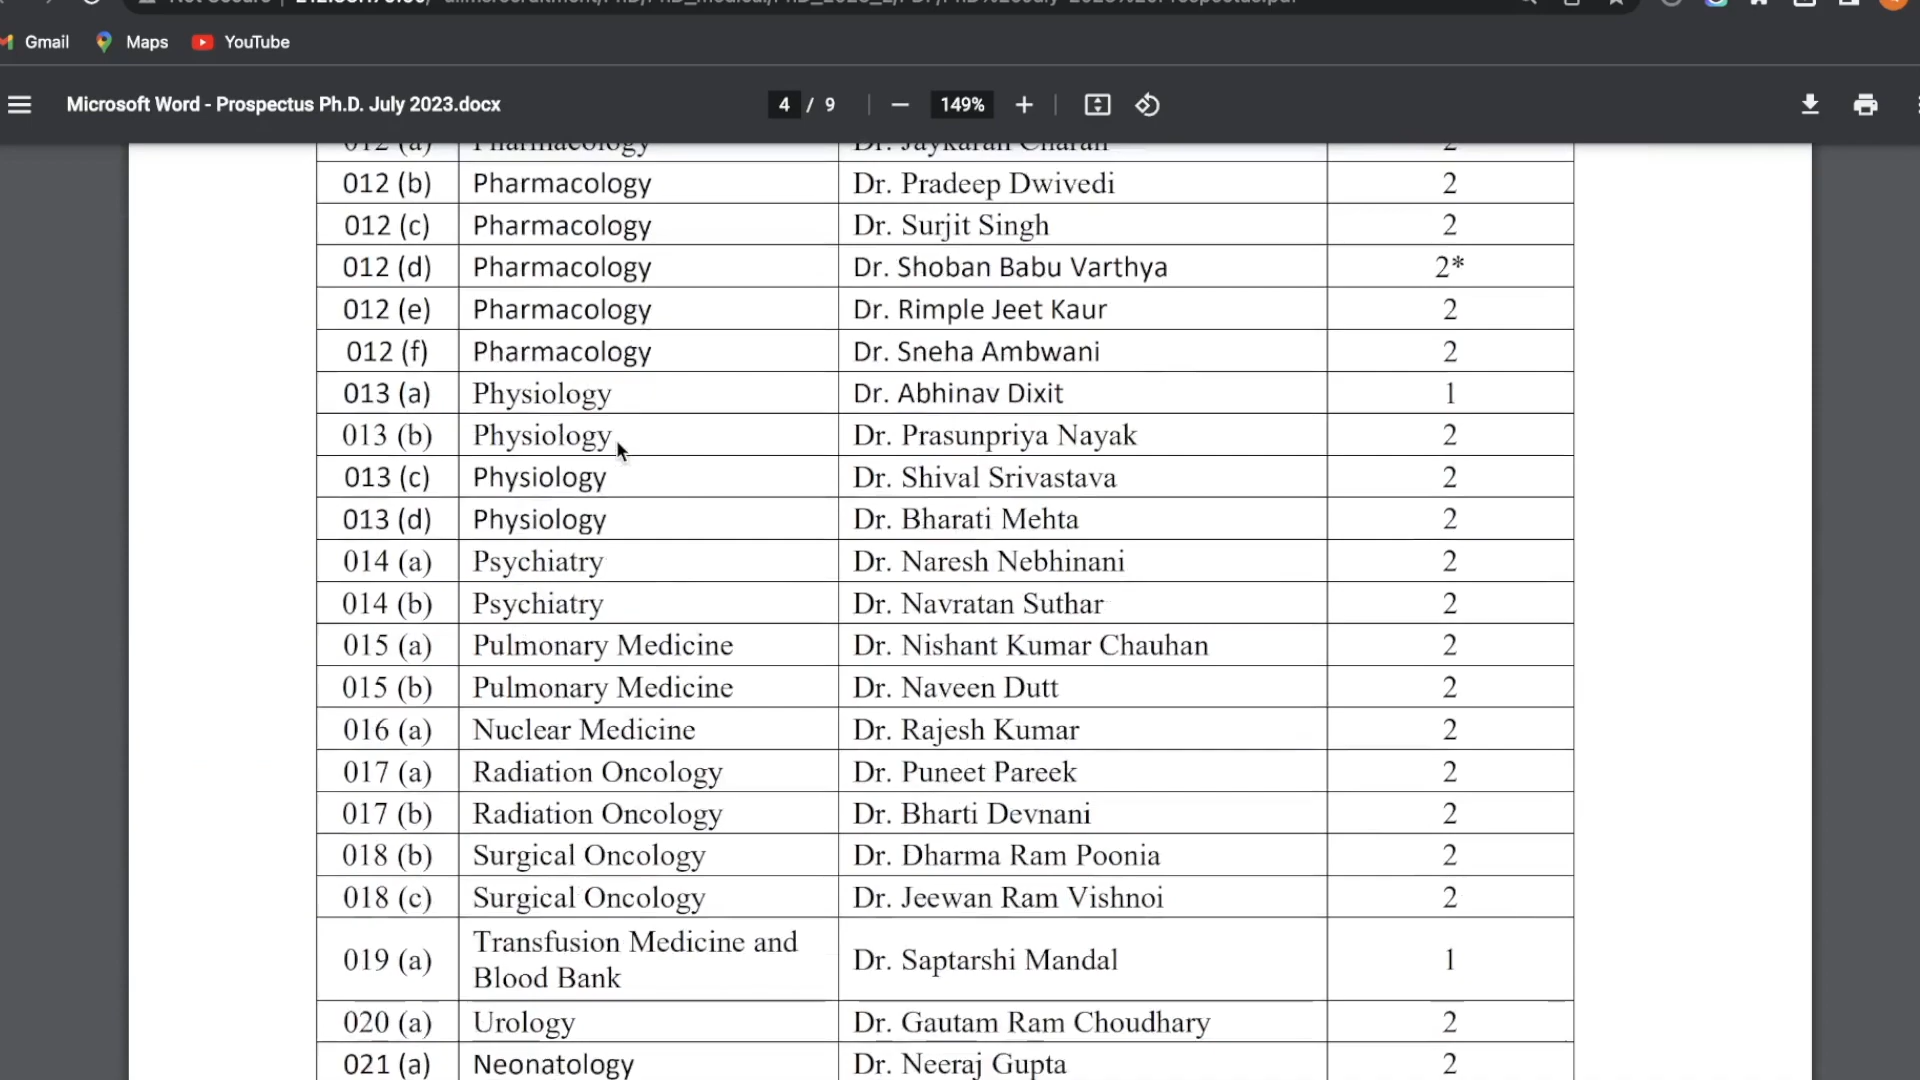 Gmail Maps YouTube
Microsoft Word - Prospectus Ph.D. July 2023.docx 4 / 9 149%
012 (a) Pharmacology Dr. Jaykaran Charan 2
012 (b) Pharmacology Dr. Pradeep Dwivedi 2
012 (c) Pharmacology Dr. Surjit Singh 2
012 (d) Pharmacology Dr. Shoban Babu Varthya 2*
012 (e) Pharmacology Dr. Rimple Jeet Kaur 2
012 (f) Pharmacology Dr. Sneha Ambwani 2
013 (a) Physiology Dr. Abhinav Dixit 1
013 (b) Physiology Dr. Prasunpriya Nayak 2
013 (c) Physiology Dr. Shival Srivastava 2
013 (d) Physiology Dr. Bharati Mehta 2
014 (a) Psychiatry Dr. Naresh Nebhinani 2
014 (b) Psychiatry Dr. Navratan Suthar 2
015 (a) Pulmonary Medicine Dr. Nishant Kumar Chauhan 2
015 (b) Pulmonary Medicine Dr. Naveen Dutt 2
016 (a) Nuclear Medicine Dr. Rajesh Kumar 2
017 (a) Radiation Oncology Dr. Puneet Pareek 2
017 (b) Radiation Oncology Dr. Bharti Devnani 2
018 (b) Surgical Oncology Dr. Dharma Ram Poonia 2
018 (c) Surgical Oncology Dr. Jeewan Ram Vishnoi 2
019 (a) Transfusion Medicine and Blood Bank Dr. Saptarshi Mandal 1
020 (a) Urology Dr. Gautam Ram Choudhary 2
021 (a) Neonatology Dr. Neeraj Gupta 2